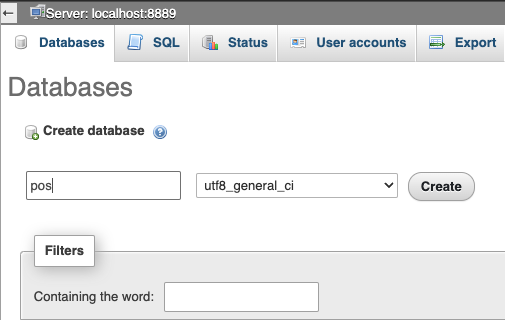 Server: localhost:8889
Databases SQL Status User accounts Export
Databases
Create database
pos utf8_general_ci Create
Filters
Containing the word: